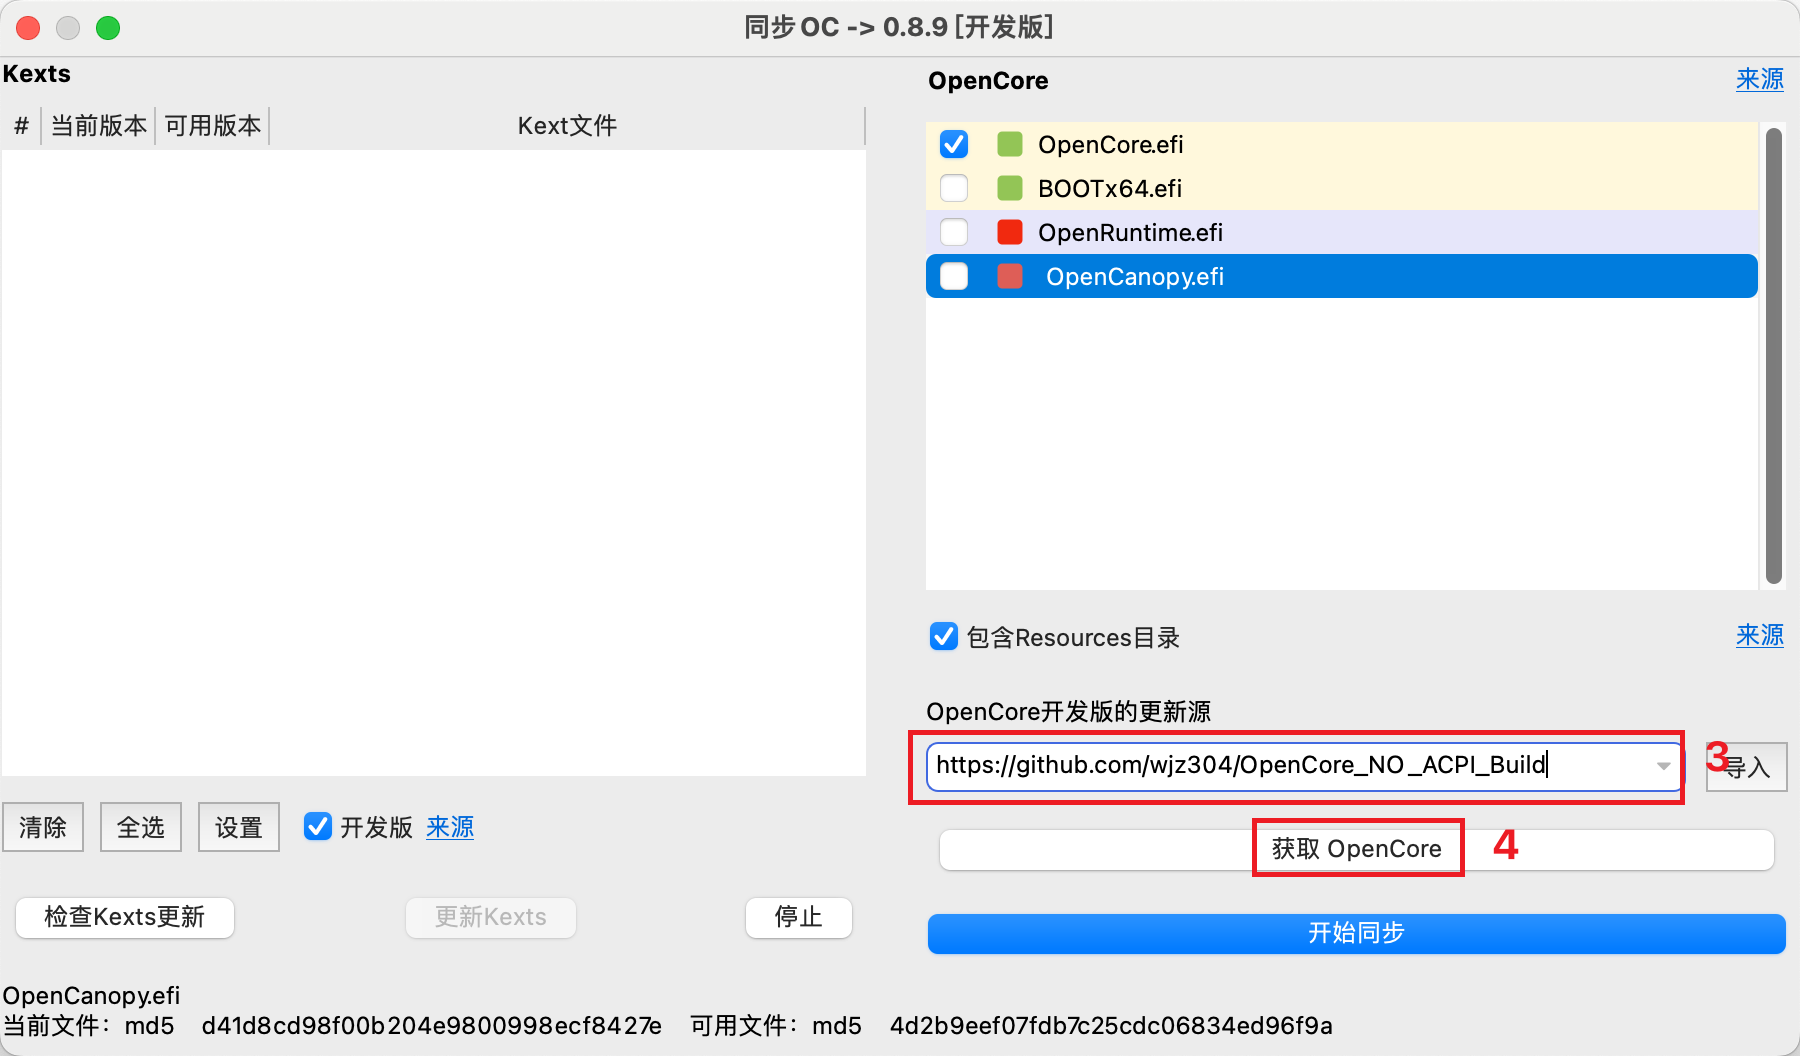 同步 OC -> 0.8.9 [开发版]
Kexts
# 当前版本 可用版本 Kext文件
清除 全选 设置 开发版 来源
检查Kexts更新 更新Kexts 停止
OpenCore 来源
OpenCore.efi
BOOTx64.efi
OpenRuntime.efi
OpenCanopy.efi
包含Resources目录 来源
OpenCore开发版的更新源
https://github.com/wjz304/OpenCore_NO_ACPI_Build 3 导入
获取 OpenCore 4
开始同步
OpenCanopy.efi
当前文件：md5 d41d8cd98f00b204e9800998ecf8427e 可用文件：md5 4d2b9eef07fdb7c25cdc06834ed96f9a